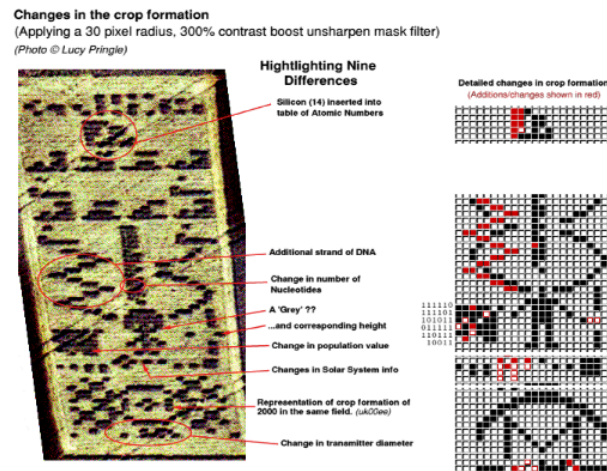 Changes in the crop formation
(Applying a 30 pixel radius, 300% contrast boost unsharpen mask filter)
(Photo © Lucy Pringle)
Hightlighting Nine
Differences
Silicon (14) inserted into
table of Atomic Numbers
Detailed changes in crop formation
(Additions/changes shown in red)
Additional strand of DNA
Change in number of
Nucleotides
A 'Grey' ??
...and corresponding height
Change in population value
Changes in Solar System info
Representation of crop formation of
2000 in the same field. (uk00ee)
Change in transmitter diameter
111110
111101
101011
011111
110111
10011